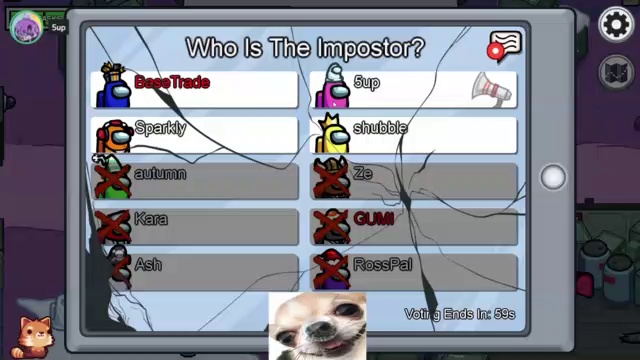 5up
Who Is The Impostor?
BaseTrade
5up
Sparkly
shubble
autumn
Ze
Kara
GUMI
Ash
RossPal
Voting Ends In: 59s